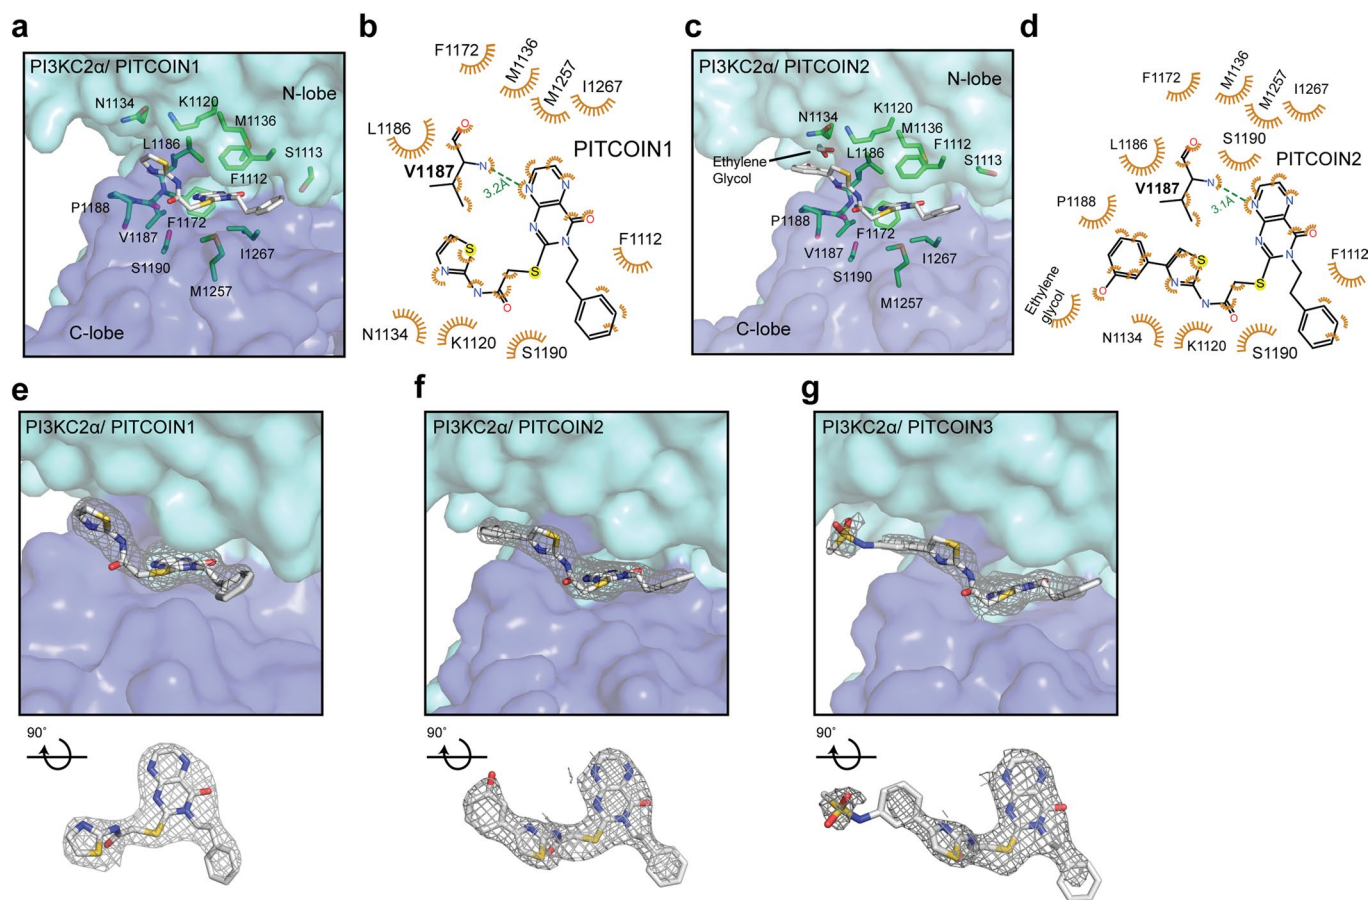 a
PI3KC2α/ PITCOIN1
N-lobe
N1134
K1120
M1136
L1186
S1113
F1112
P1188
F1172
V1187
I1267
S1190
M1257
C-lobe
b
F1172
M1136
M1257
I1267
L1186
PITCOIN1
O
V1187
N
3.2Å
N
N
N
O
N
S
N
S
F1112
N
O
N1134
K1120
S1190
c
PI3KC2α/ PITCOIN2
N-lobe
K1120
N1134
M1136
Ethylene
Glycol
L1186
F1112
S1113
P1188
F1172
V1187
I1267
S1190
M1257
C-lobe
d
F1172
M1136
M1257
I1267
L1186
S1190
PITCOIN2
O
V1187
N
3.1Å
N
N
P1188
N
O
N
S
S
F1112
O
N
N
O
Ethylene
glycol
N1134
K1120
S1190
e
PI3KC2α/ PITCOIN1
90°
f
PI3KC2α/ PITCOIN2
90°
g
PI3KC2α/ PITCOIN3
90°